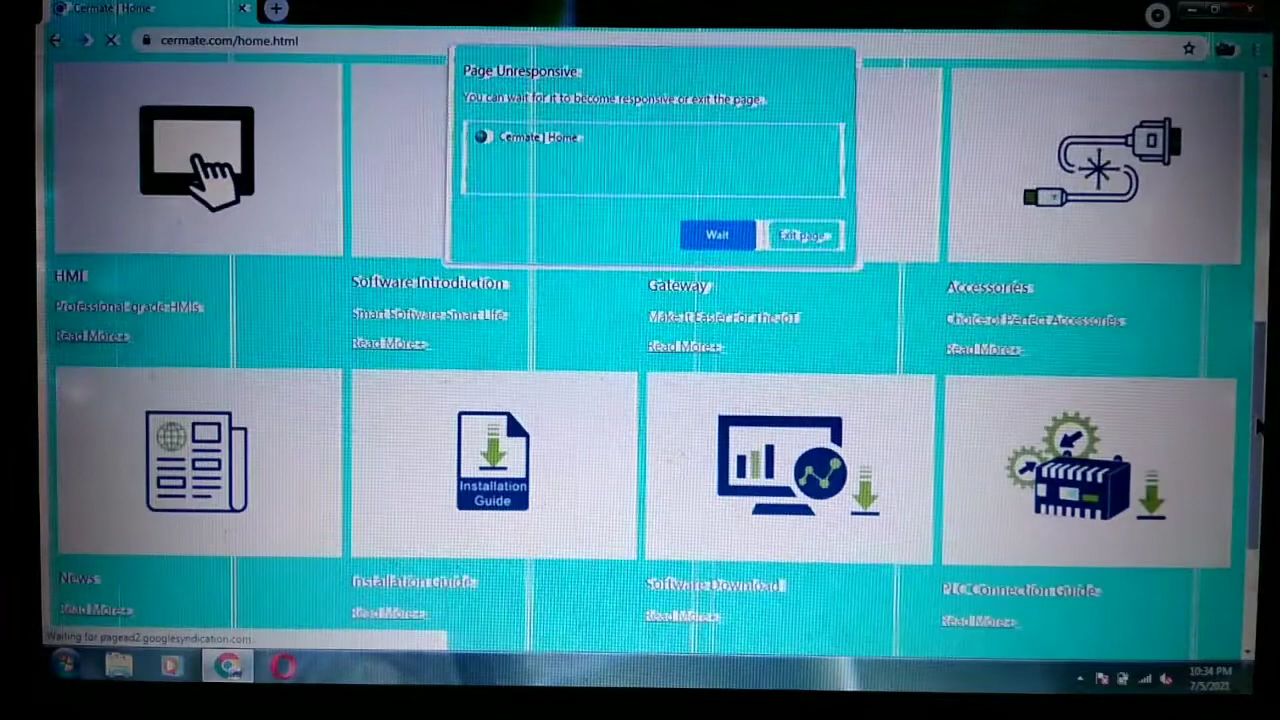 Cermate | Home
cermate.com/home.html
Page Unresponsive
You can wait for it to become responsive or exit the page.
Cermate | Home
Wait
Exit page
HMI
Professional-grade HMIs
Read More+
Software Introduction
Smart Software Smart Life
Read More+
Gateway
Make It Easier For The IoT
Read More+
Accessories
Choice of Perfect Accessories
Read More+
Installation
Guide
News
Read More+
Installation Guide
Read More+
Software Download
Read More+
PLC Connection Guide
Read More+
Waiting for pagead2.googlesyndication.com...
10:34 PM
7/5/2021